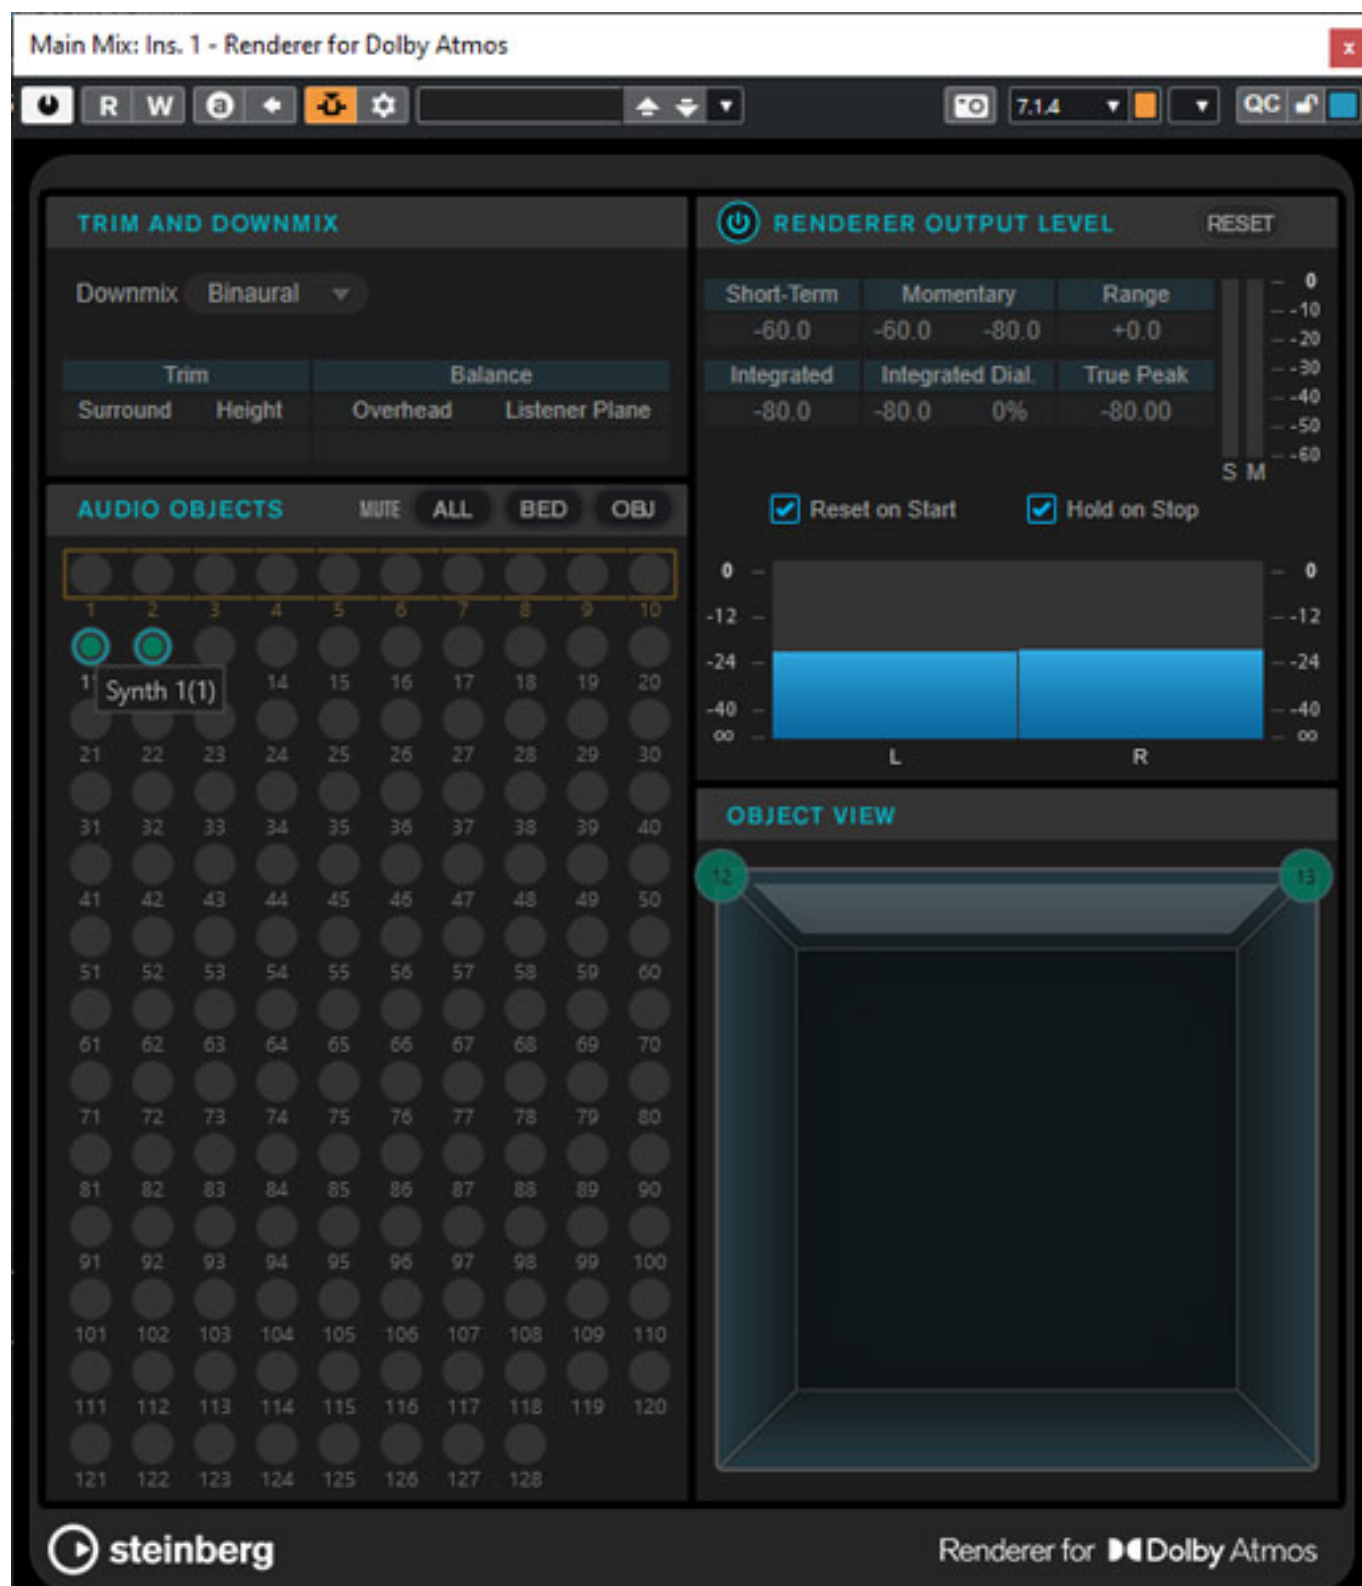 Main Mix: Ins. 1 - Renderer for Dolby Atmos
R W a 7.1.4 QC
TRIM AND DOWNMIX
Downmix Binaural
Trim Balance
Surround Height Overhead Listener Plane
RENDERER OUTPUT LEVEL RESET
Short-Term Momentary Range
-60.0 -60.0 -80.0 +0.0
Integrated Integrated Dial. True Peak
-80.0 -80.0 0% -80.00
0
-10
-20
-30
-40
-50
-60
S M
Reset on Start Hold on Stop
0 0
-12 -12
-24 -24
-40 -40
∞ ∞
L R
AUDIO OBJECTS MUTE ALL BED OBJ
1 2 3 4 5 6 7 8 9 10
Synth 1(1) 14 15 16 17 18 19 20
21 22 23 24 25 26 27 28 29 30
31 32 33 34 35 36 37 38 39 40
41 42 43 44 45 46 47 48 49 50
51 52 53 54 55 56 57 58 59 60
61 62 63 64 65 66 67 68 69 70
71 72 73 74 75 76 77 78 79 80
81 82 83 84 85 86 87 88 89 90
91 92 93 94 95 96 97 98 99 100
101 102 103 104 105 106 107 108 109 110
111 112 113 114 115 116 117 118 119 120
121 122 123 124 125 126 127 128
OBJECT VIEW
12 13
steinberg
Renderer for Dolby Atmos